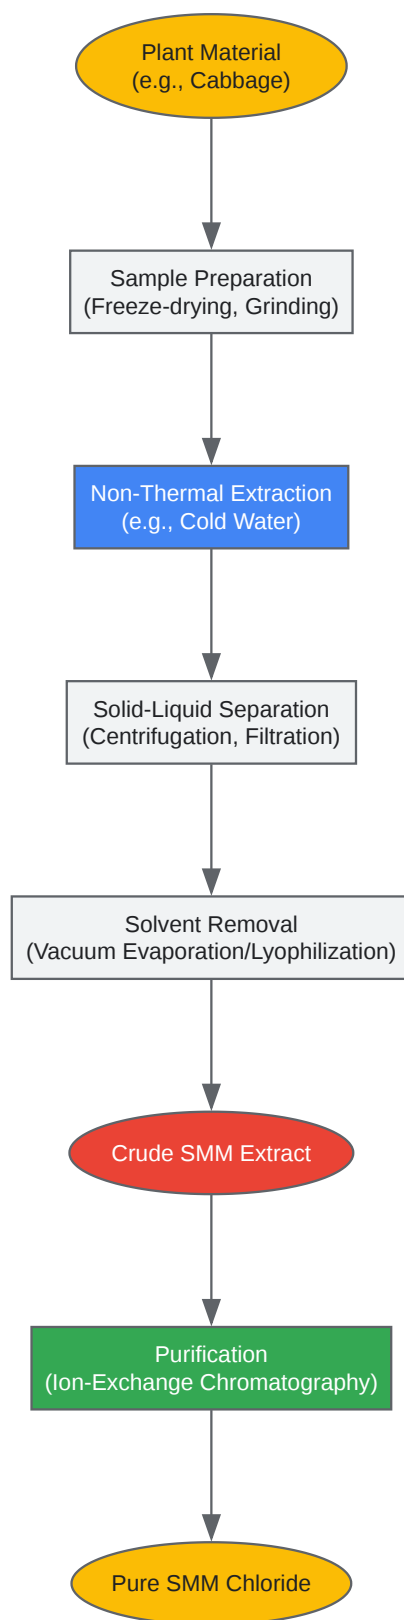 Plant Material
(e.g., Cabbage)
Sample Preparation
(Freeze-drying, Grinding)
Non-Thermal Extraction
(e.g., Cold Water)
Solid-Liquid Separation
(Centrifugation, Filtration)
Solvent Removal
(Vacuum Evaporation/Lyophilization)
Crude SMM Extract
Purification
(Ion-Exchange Chromatography)
Pure SMM Chloride